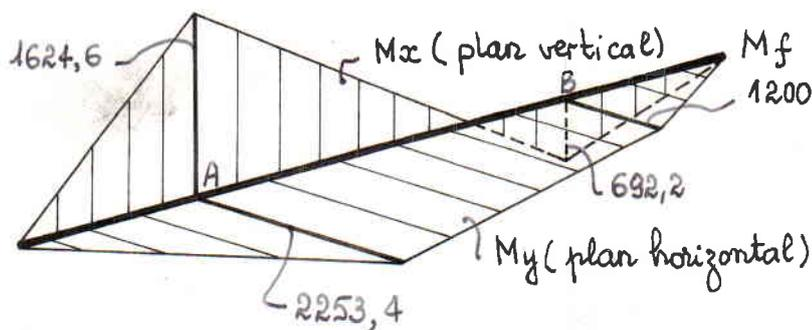 1624,6
Mx (plan vertical)
Mf
B
1200
A
692,2
My (plan horizontal)
2253,4